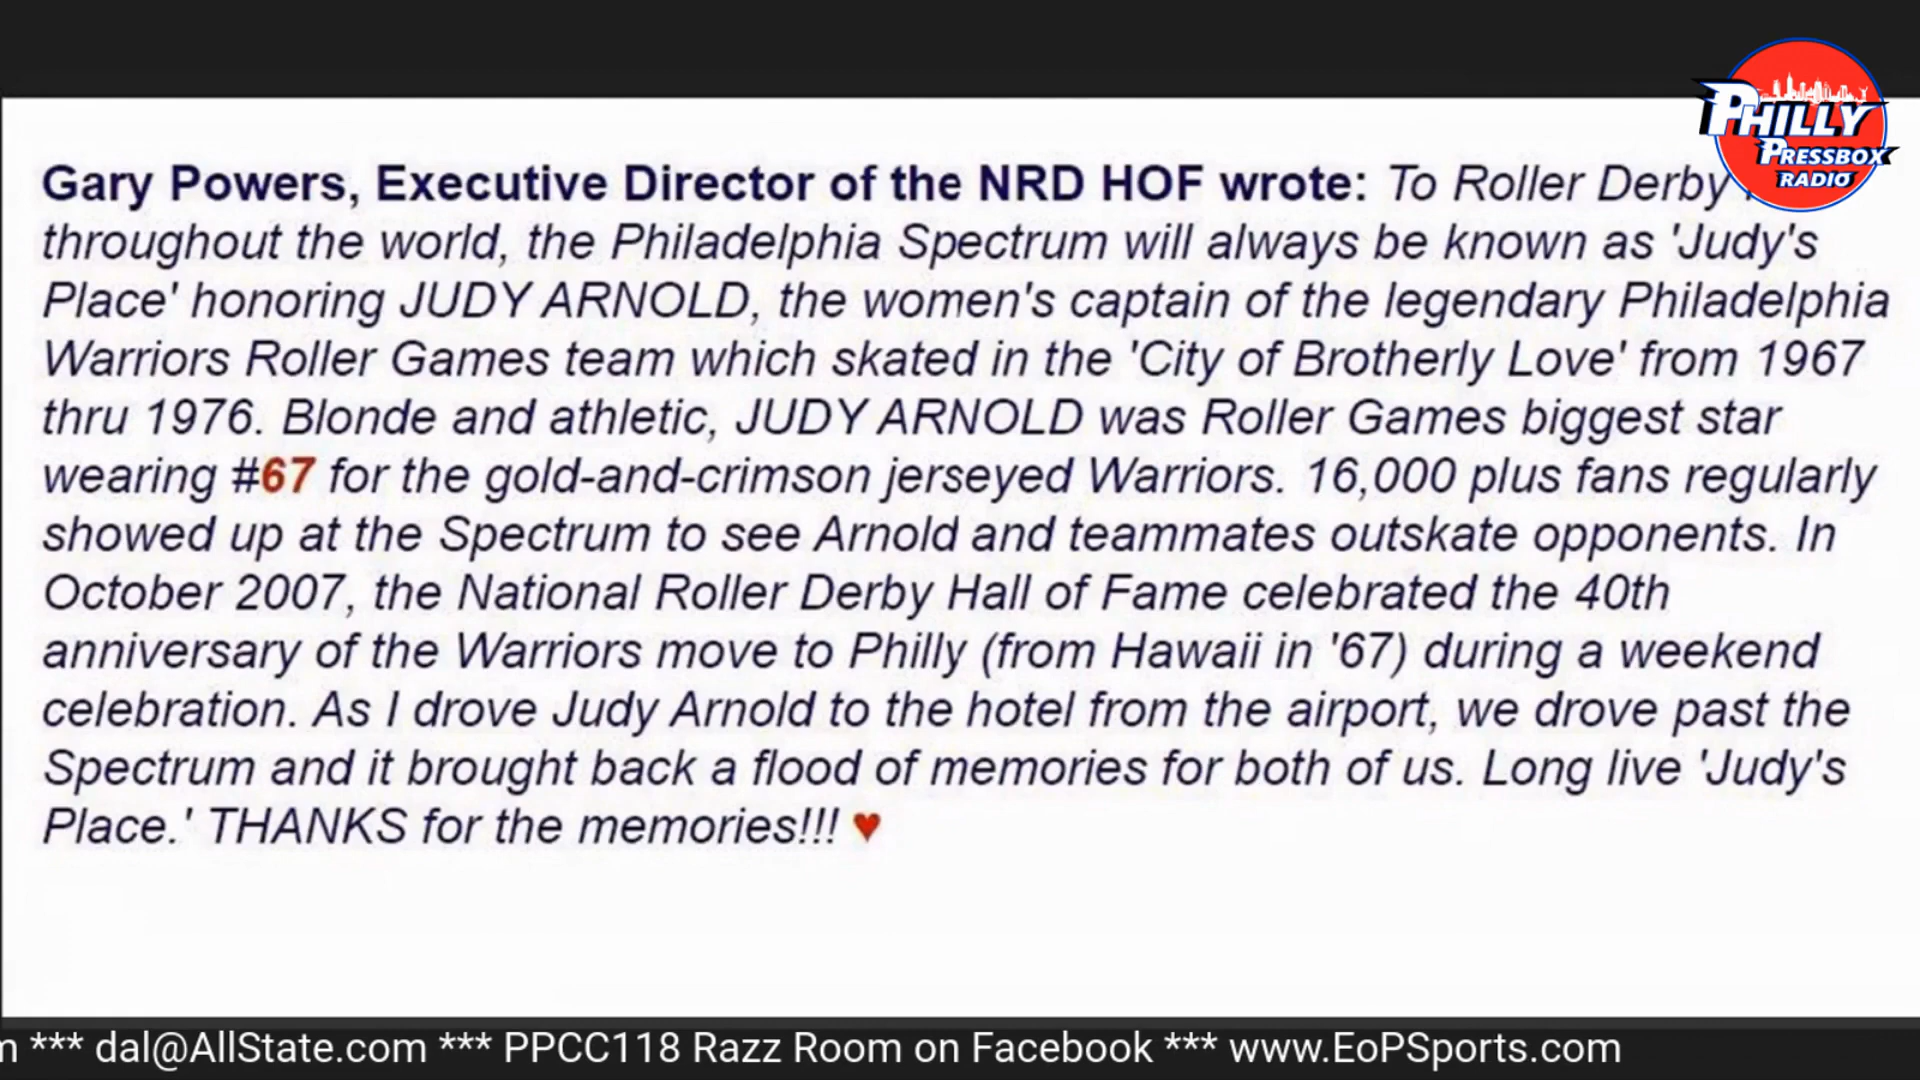 PHILLY
PRESSBOX
RADIO
Gary Powers, Executive Director of the NRD HOF wrote: To Roller Derby
throughout the world, the Philadelphia Spectrum will always be known as 'Judy's
Place' honoring JUDY ARNOLD, the women's captain of the legendary Philadelphia
Warriors Roller Games team which skated in the 'City of Brotherly Love' from 1967
thru 1976. Blonde and athletic, JUDY ARNOLD was Roller Games biggest star
wearing #67 for the gold-and-crimson jerseyed Warriors. 16,000 plus fans regularly
showed up at the Spectrum to see Arnold and teammates outskate opponents. In
October 2007, the National Roller Derby Hall of Fame celebrated the 40th
anniversary of the Warriors move to Philly (from Hawaii in '67) during a weekend
celebration. As I drove Judy Arnold to the hotel from the airport, we drove past the
Spectrum and it brought back a flood of memories for both of us. Long live 'Judy's
Place.' THANKS for the memories!!! ♥
*** dal@AllState.com *** PPCC118 Razz Room on Facebook *** www.EoPSports.com